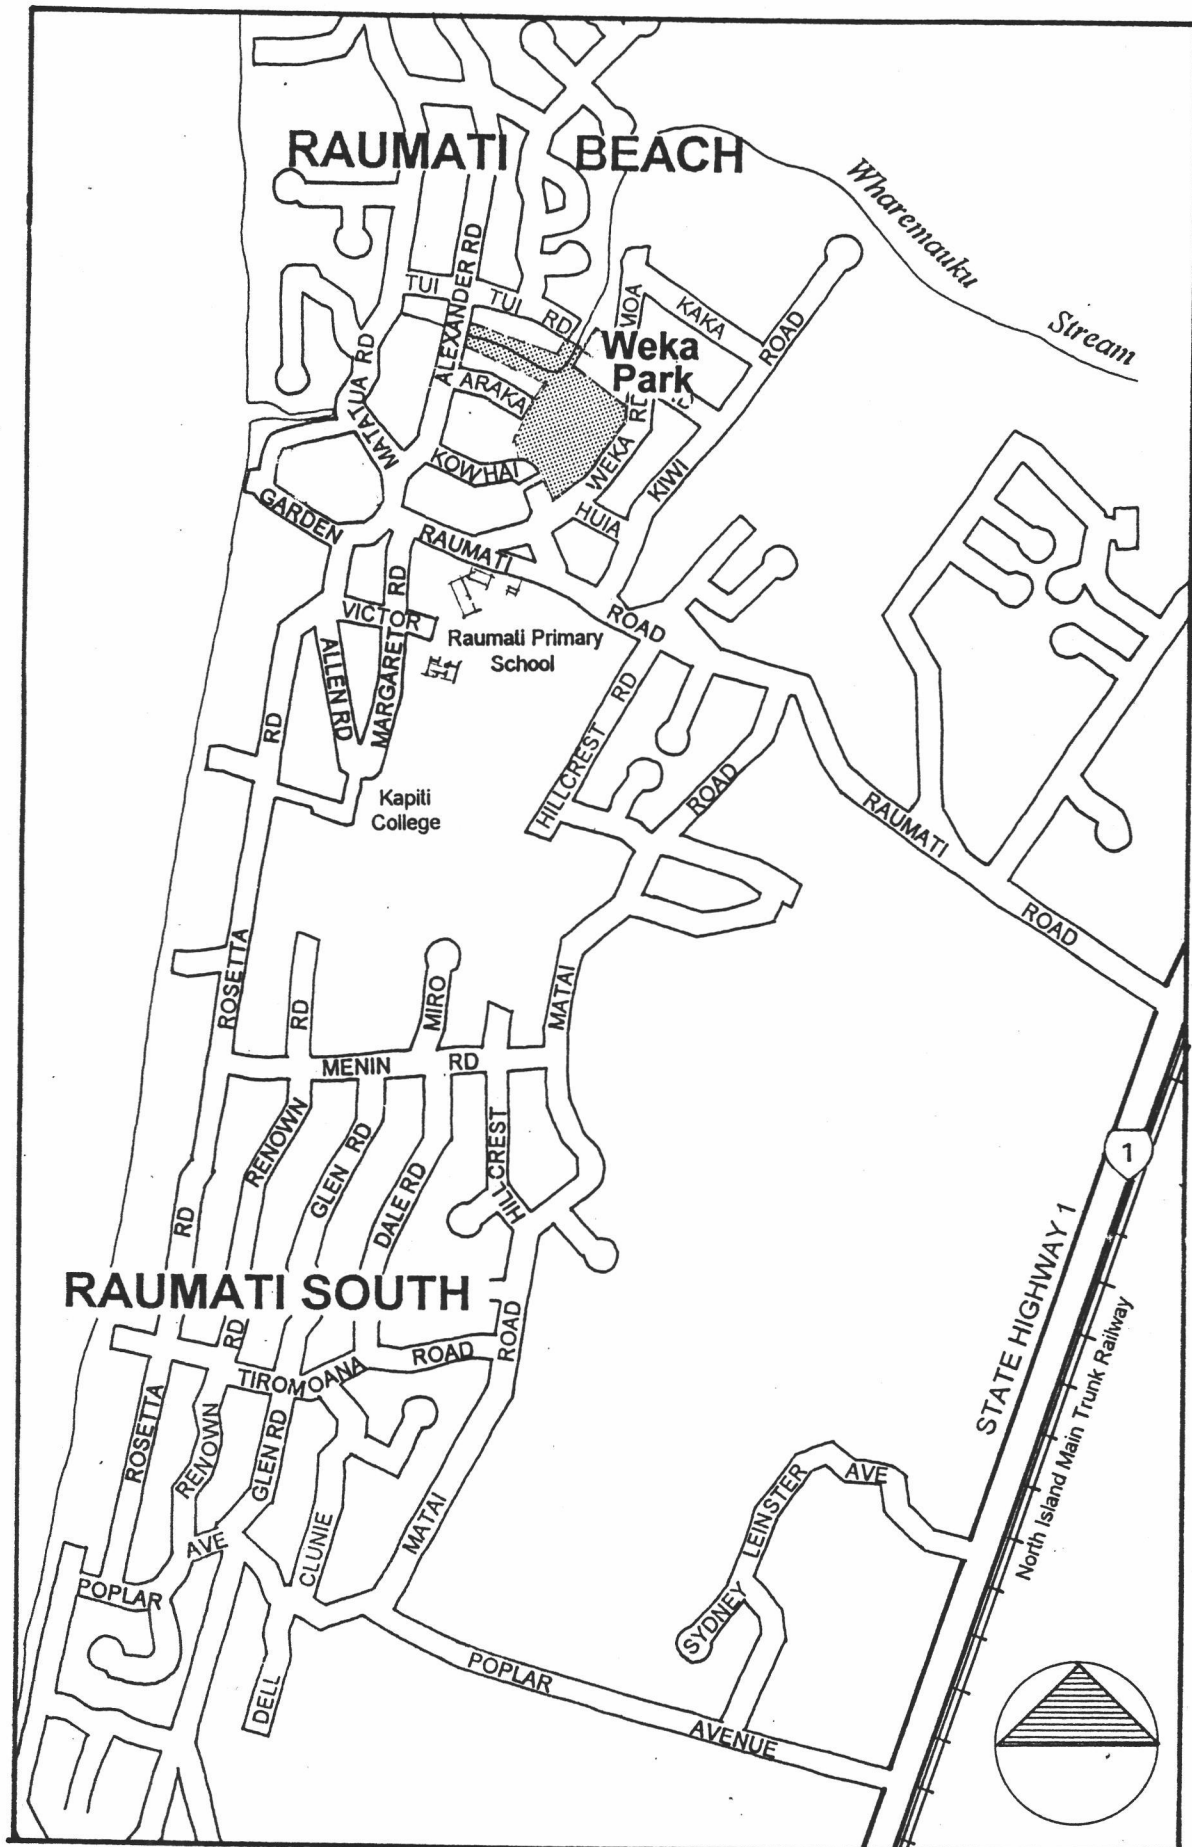 RAUMATI BEACH
Wharemauku
Stream
ALEXANDER RD
TUI
TUI
RD
MOA
KAKA
ROAD
Weka
Park
RD
MATATUA RD
ARAKA
KOWHAI
WEKA
KIWI
HUIA
GARDEN
RAUMATI
ROAD
RD
VICTOR
MARGARET
ALLEN RD
Raumati Primary
School
RD
HILLCREST
RD
ROAD
Kapiti
College
RAUMATI
ROAD
ROSETTA
RD
MIRO
MATAI
MENIN
RD
RENOWN
GLEN RD
DALE RD
HILL CREST
HILL
1
RD
RAUMATI SOUTH
STATE HIGHWAY 1
North Island Main Trunk Railway
RD
TIROMOANA
ROAD
ROAD
ROSETTA
RENOWN
GLEN RD
CLUNIE
MATAI
AVE
POPLAR
LEINSTER
AVE
SYDNEY
DELL
POPLAR
AVENUE